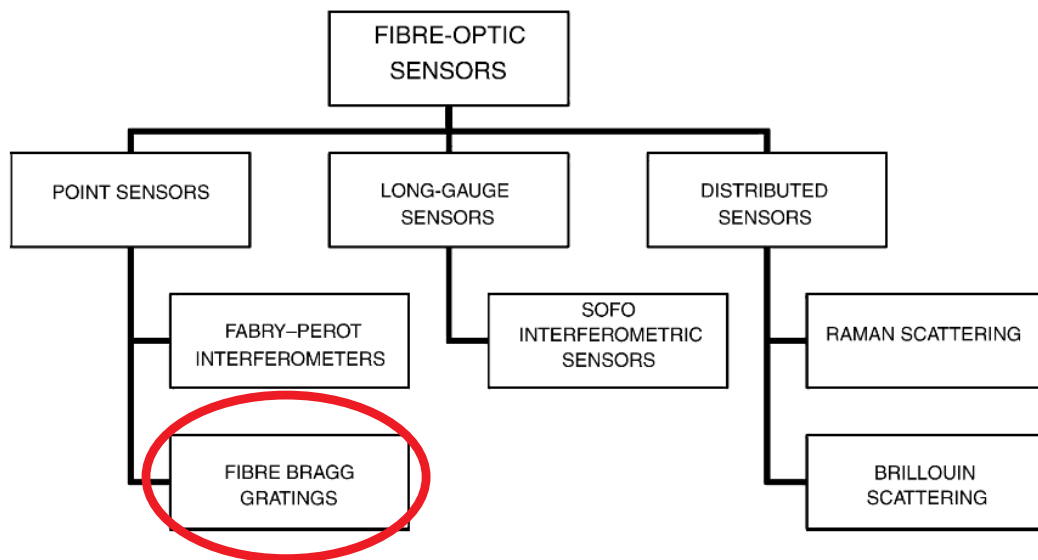 FIBRE-OPTIC
SENSORS
POINT SENSORS
LONG-GAUGE
SENSORS
DISTRIBUTED
SENSORS
FABRY–PEROT
INTERFEROMETERS
SOFO
INTERFEROMETRIC
SENSORS
RAMAN SCATTERING
FIBRE BRAGG
GRATINGS
BRILLOUIN
SCATTERING